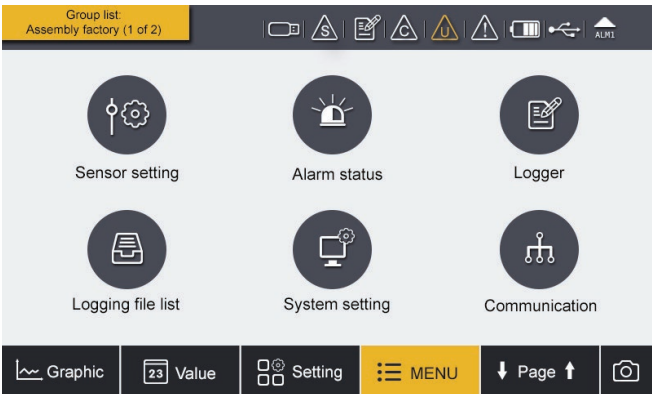 Group list:
Assembly factory (1 of 2)
S
C
U
!
ALM1
Sensor setting
Alarm status
Logger
Logging file list
System setting
Communication
Graphic
23 Value
Setting
MENU
Page